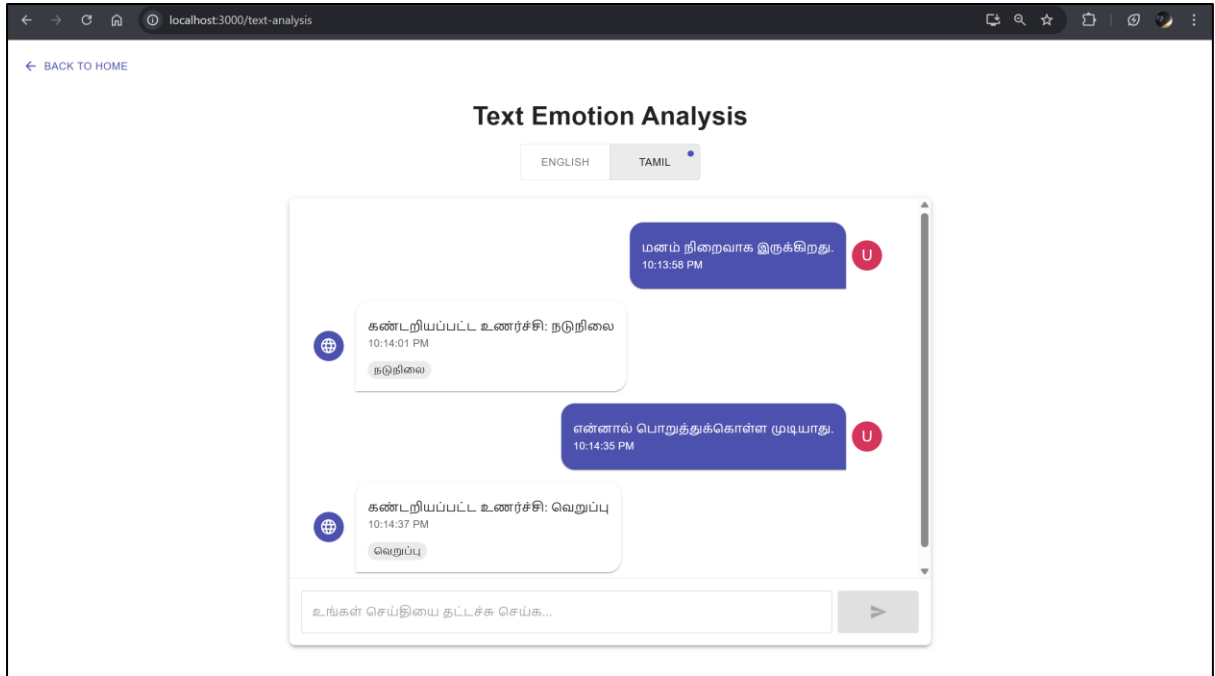 localhost:3000/text-analysis
BACK TO HOME
Text Emotion Analysis
ENGLISH
TAMIL
மனம் நிறைவாக இருக்கிறது.
10:13:58 PM
U
கண்டறியப்பட்ட உணர்ச்சி: நடுநிலை
10:14:01 PM
நடுநிலை
என்னால் பொறுத்துக்கொள்ள முடியாது.
10:14:35 PM
U
கண்டறியப்பட்ட உணர்ச்சி: வெறுப்பு
10:14:37 PM
வெறுப்பு
உங்கள் செய்தியை தட்டச்சு செய்க...